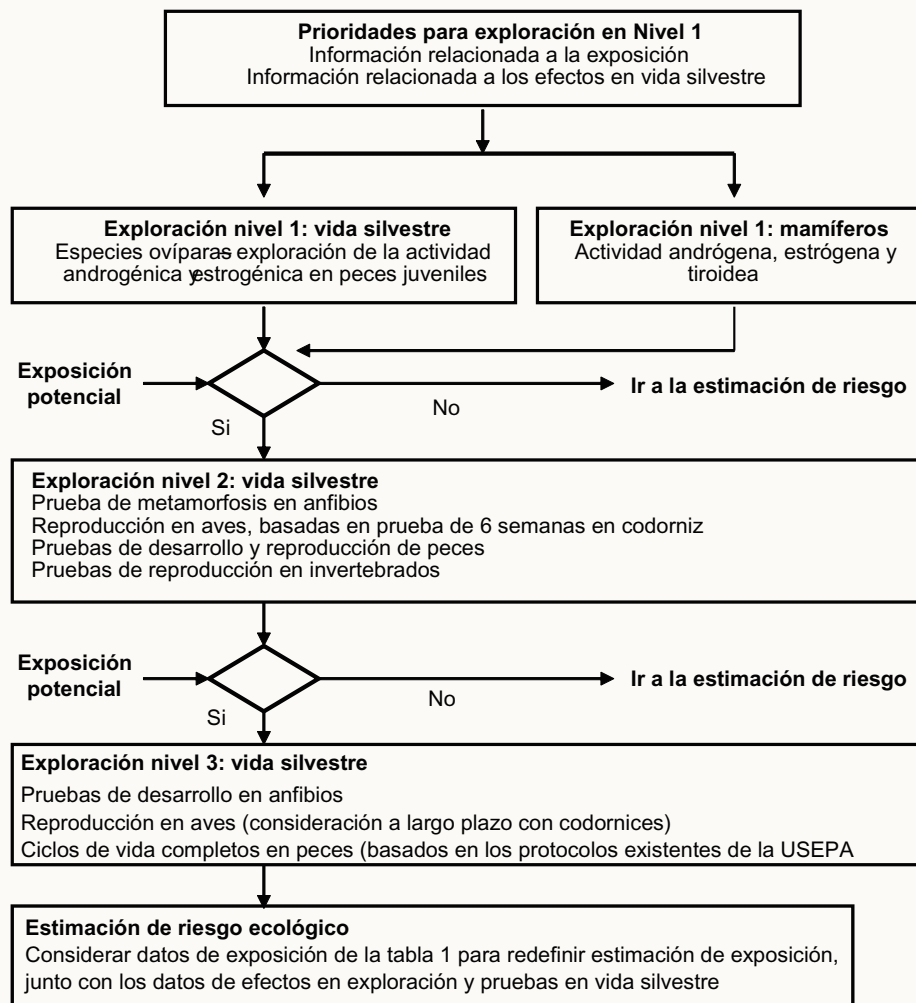 Prioridades para exploración en Nivel 1
Información relacionada a la exposición
Información relacionada a los efectos en vida silvestre
Exploración nivel 1: vida silvestre
Especies ovíparas exploración de la actividad
androgénica y estrogénica en peces juveniles
Exploración nivel 1: mamíferos
Actividad andrógena, estrógena y
tiroidea
Exposición
potencial
No
Ir a la estimación de riesgo
Si
Exploración nivel 2: vida silvestre
Prueba de metamorfosis en anfibios
Reproducción en aves, basadas en prueba de 6 semanas en codorniz
Pruebas de desarrollo y reproducción de peces
Pruebas de reproducción en invertebrados
Exposición
potencial
No
Ir a la estimación de riesgo
Si
Exploración nivel 3: vida silvestre
Pruebas de desarrollo en anfibios
Reproducción en aves (consideración a largo plazo con codornices)
Ciclos de vida completos en peces (basados en los protocolos existentes de la USEPA
Estimación de riesgo ecológico
Considerar datos de exposición de la tabla 1 para redefinir estimación de exposición,
junto con los datos de efectos en exploración y pruebas en vida silvestre